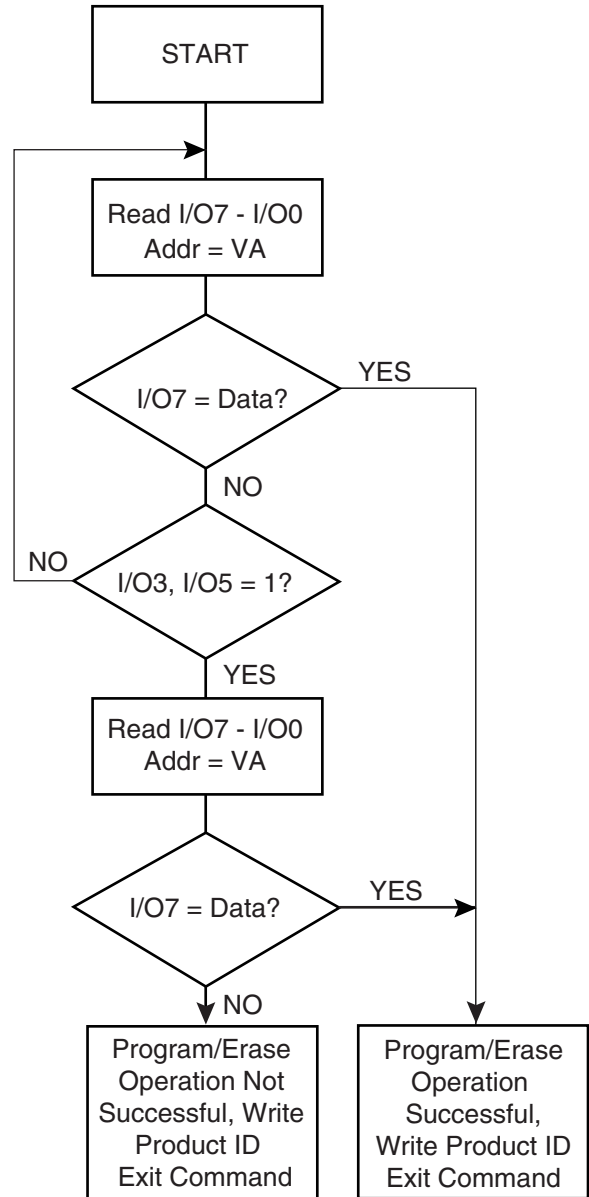 START
Read I/O7 - I/O0
Addr = VA
I/O7 = Data?
YES
NO
I/O3, I/O5 = 1?
NO
YES
Read I/O7 - I/O0
Addr = VA
I/O7 = Data?
YES
NO
Program/Erase
Operation Not
Successful, Write
Product ID
Exit Command
Program/Erase
Operation
Successful,
Write Product ID
Exit Command